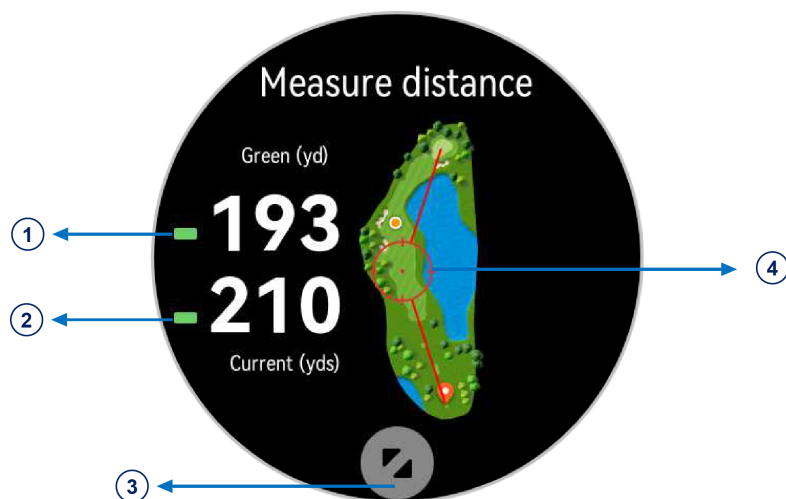 Measure distance
Green (yd)
1
193
2
210
Current (yds)
4
3